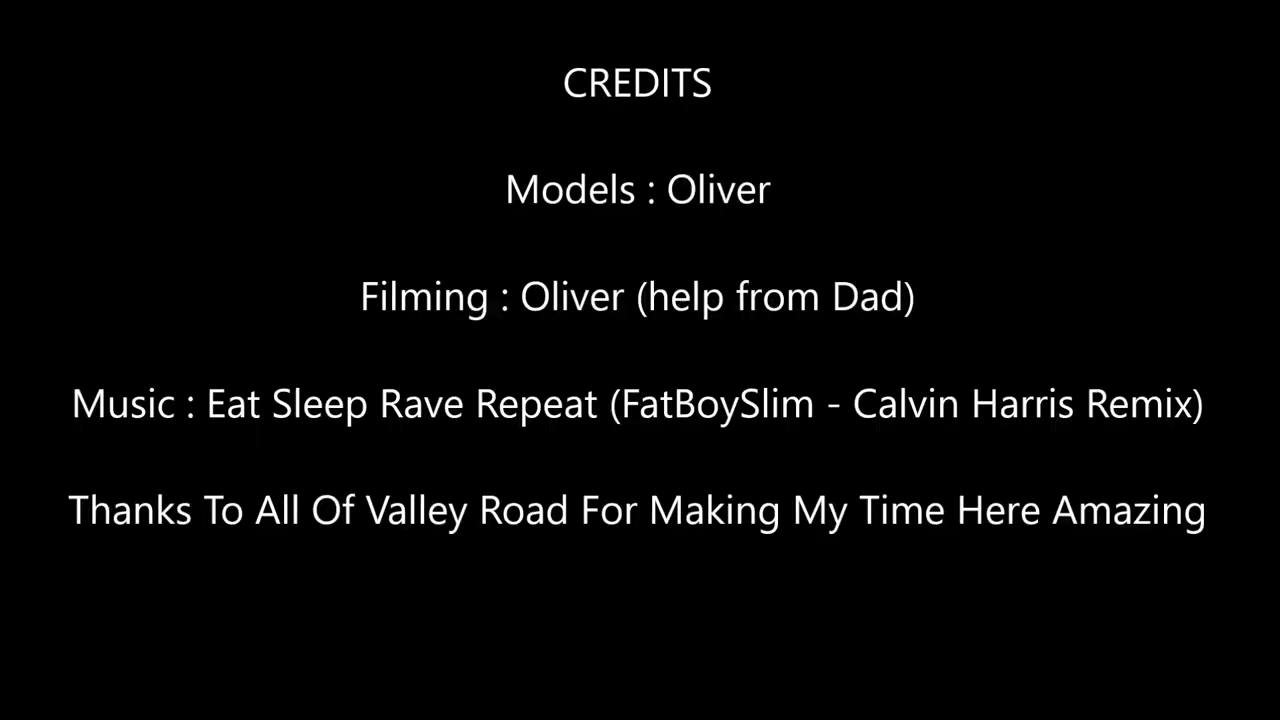 CREDITS
Models : Oliver
Filming : Oliver (help from Dad)
Music : Eat Sleep Rave Repeat (FatBoySlim - Calvin Harris Remix)
Thanks To All Of Valley Road For Making My Time Here Amazing